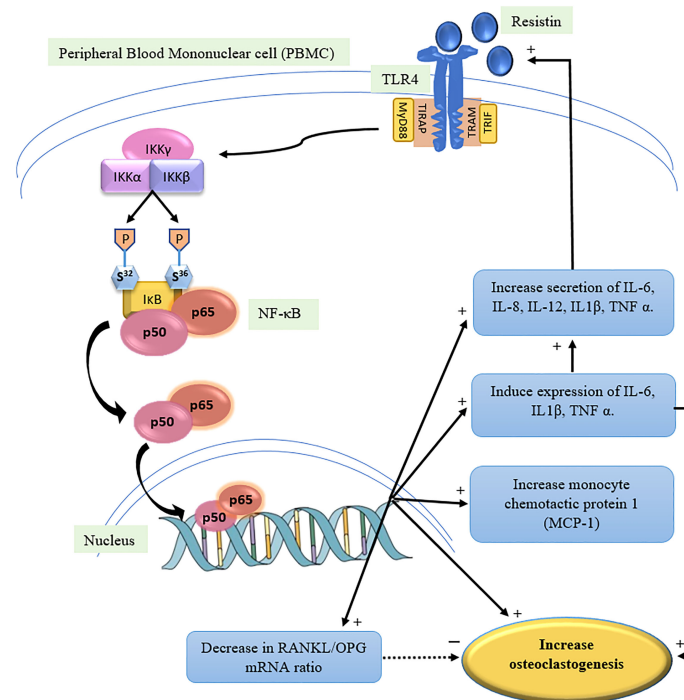 Resistin
+
Peripheral Blood Mononuclear cell (PBMC)
TLR4
MyD88
TIRAP
TRAM
TRIF
IKKγ
IKKα
IKKβ
P
P
S32
S36
IκB
p65
p50
NF-κB
p65
p50
p65
p50
Nucleus
+
Increase secretion of IL-6,
IL-8, IL-12, IL1β, TNF α.
+
+
Induce expression of IL-6,
IL1β, TNF α.
+
Increase monocyte
chemotactic protein 1
(MCP-1)
+
Decrease in RANKL/OPG
mRNA ratio
−
+
Increase
osteoclastogenesis
+